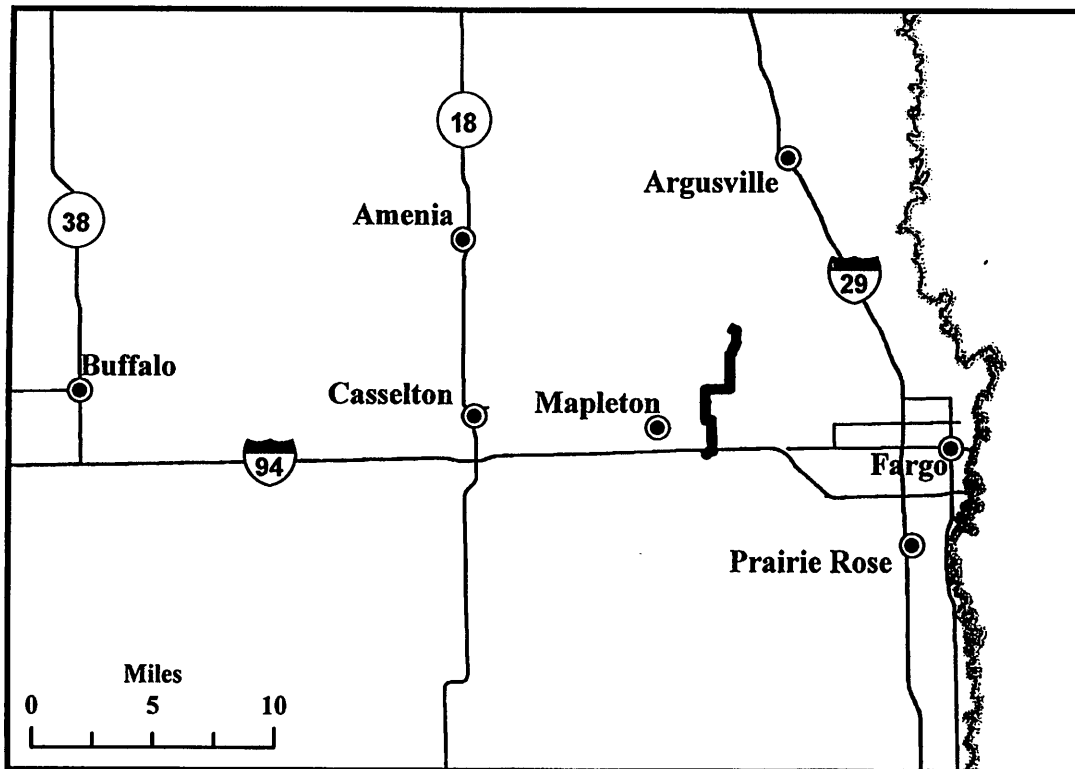 18
Argusville
Amenia
38
29
Buffalo
Casselton
Mapleton
94
Fargo
Prairie Rose
Miles
0 5 10